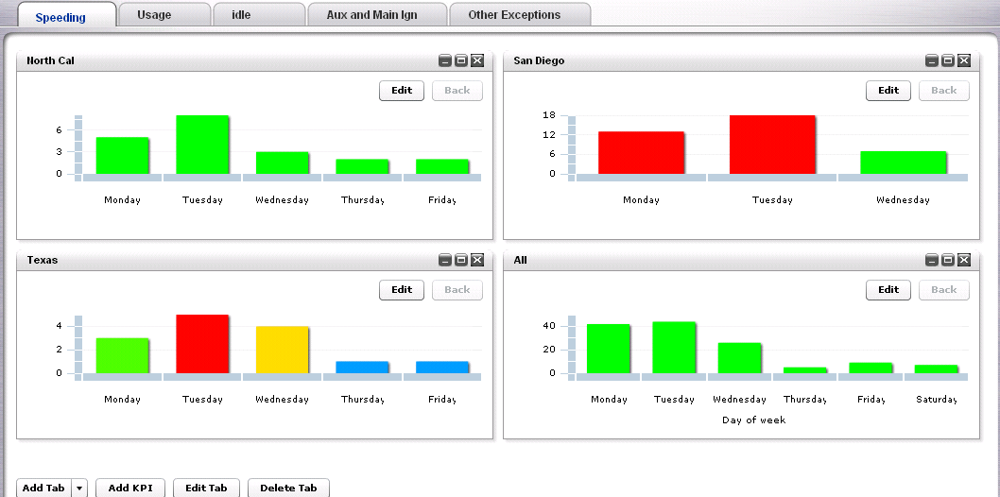 Speeding Usage idle Aux and Main Ign Other Exceptions
North Cal
Edit Back
6
3
0
Monday Tuesday Wednesday Thursday Friday
San Diego
Edit Back
18
12
6
0
Monday Tuesday Wednesday
Texas
Edit Back
4
2
0
Monday Tuesday Wednesday Thursday Friday
All
Edit Back
40
20
0
Monday Tuesday Wednesday Thursday Friday Saturday
Day of week
Add Tab Add KPI Edit Tab Delete Tab